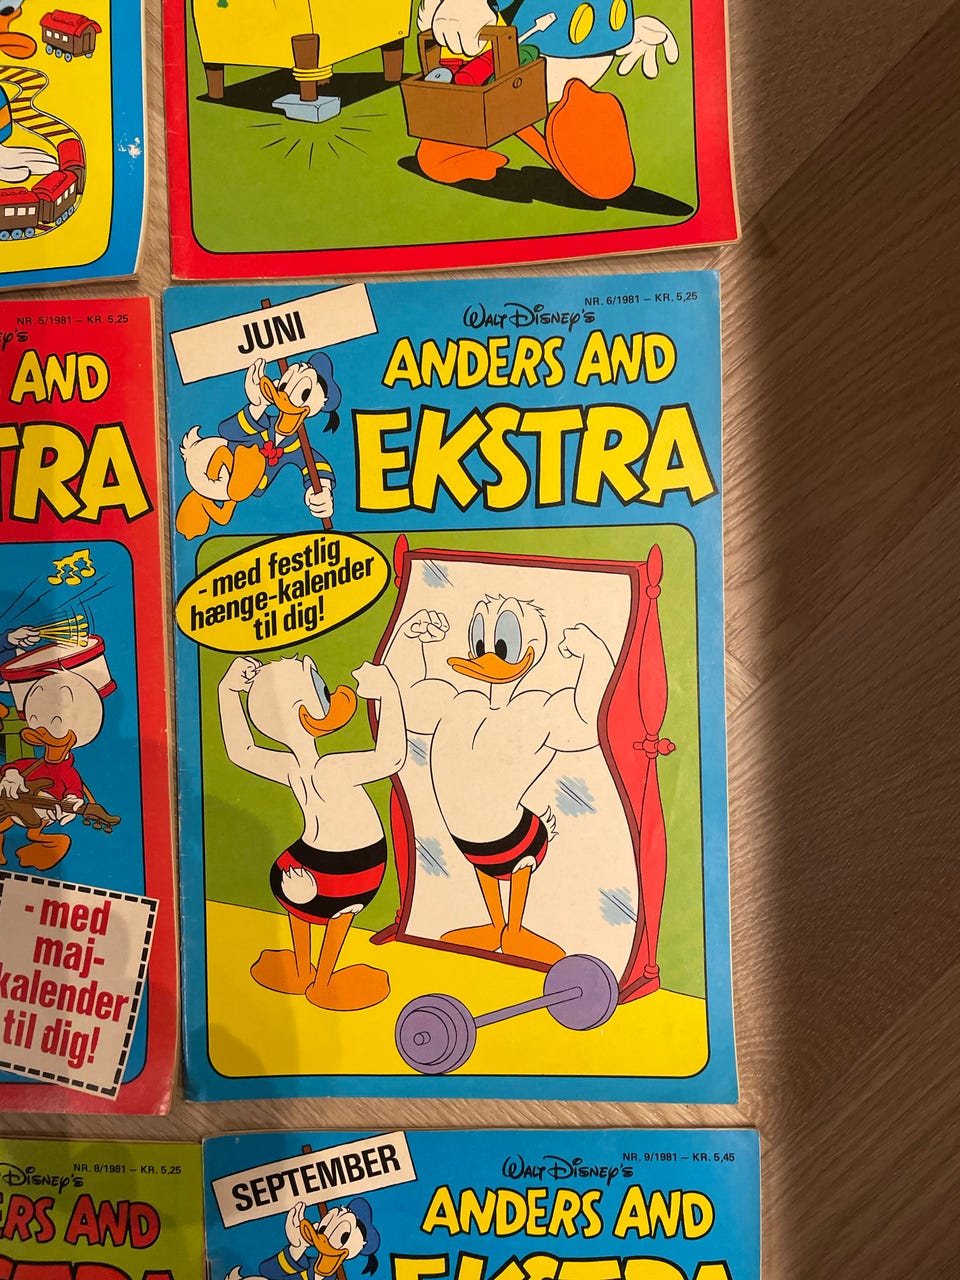 NR. 5/1981 — KR. 5,25
AND
TRA
- med
maj-
kalender
til dig!
JUNI
NR. 6/1981 — KR. 5,25
WALT DISNEY'S
ANDERS AND
EKSTRA
- med festlig
hænge-kalender
til dig!
NR. 8/1981 — KR. 5,25
DISNEY'S
ERS AND
SEPTEMBER
NR. 9/1981 — KR. 5,45
WALT DISNEY'S
ANDERS AND
EKSTRA